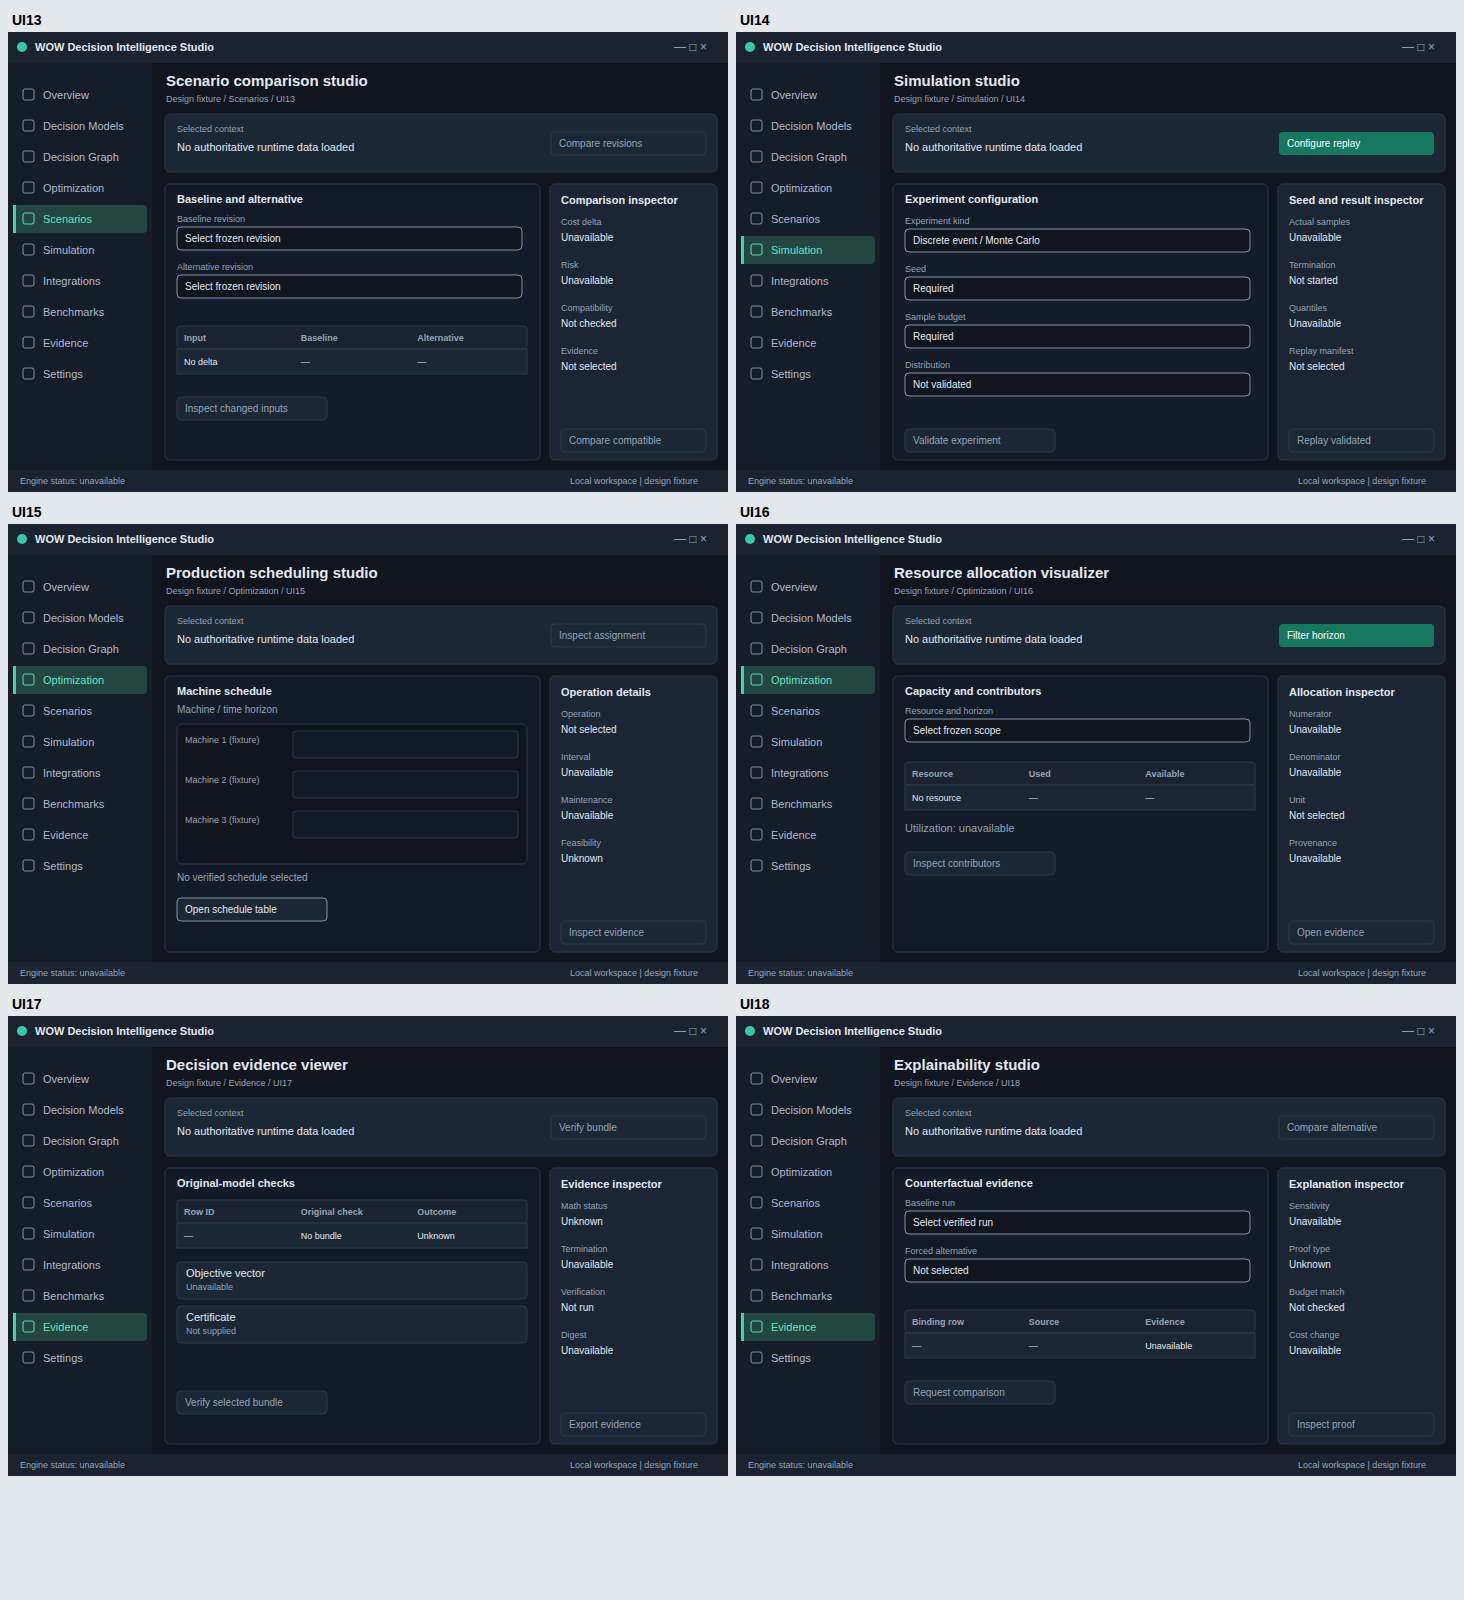 UI13
WOW Decision Intelligence Studio
— □ ×
Overview
Decision Models
Decision Graph
Optimization
Scenarios
Simulation
Integrations
Benchmarks
Evidence
Settings
Scenario comparison studio
Design fixture / Scenarios / UI13
Selected context
No authoritative runtime data loaded
Compare revisions
Baseline and alternative
Baseline revision
Select frozen revision
Alternative revision
Select frozen revision
Input Baseline Alternative
No delta — —
Inspect changed inputs
Comparison inspector
Cost delta
Unavailable
Risk
Unavailable
Compatibility
Not checked
Evidence
Not selected
Compare compatible
Engine status: unavailable
Local workspace | design fixture
UI14
WOW Decision Intelligence Studio
— □ ×
Overview
Decision Models
Decision Graph
Optimization
Scenarios
Simulation
Integrations
Benchmarks
Evidence
Settings
Simulation studio
Design fixture / Simulation / UI14
Selected context
No authoritative runtime data loaded
Configure replay
Experiment configuration
Experiment kind
Discrete event / Monte Carlo
Seed
Required
Sample budget
Required
Distribution
Not validated
Validate experiment
Seed and result inspector
Actual samples
Unavailable
Termination
Not started
Quantiles
Unavailable
Replay manifest
Not selected
Replay validated
Engine status: unavailable
Local workspace | design fixture
UI15
WOW Decision Intelligence Studio
— □ ×
Overview
Decision Models
Decision Graph
Optimization
Scenarios
Simulation
Integrations
Benchmarks
Evidence
Settings
Production scheduling studio
Design fixture / Optimization / UI15
Selected context
No authoritative runtime data loaded
Inspect assignment
Machine schedule
Machine / time horizon
Machine 1 (fixture)
Machine 2 (fixture)
Machine 3 (fixture)
No verified schedule selected
Open schedule table
Operation details
Operation
Not selected
Interval
Unavailable
Maintenance
Unavailable
Feasibility
Unknown
Inspect evidence
Engine status: unavailable
Local workspace | design fixture
UI16
WOW Decision Intelligence Studio
— □ ×
Overview
Decision Models
Decision Graph
Optimization
Scenarios
Simulation
Integrations
Benchmarks
Evidence
Settings
Resource allocation visualizer
Design fixture / Optimization / UI16
Selected context
No authoritative runtime data loaded
Filter horizon
Capacity and contributors
Resource and horizon
Select frozen scope
Resource Used Available
No resource — —
Utilization: unavailable
Inspect contributors
Allocation inspector
Numerator
Unavailable
Denominator
Unavailable
Unit
Not selected
Provenance
Unavailable
Open evidence
Engine status: unavailable
Local workspace | design fixture
UI17
WOW Decision Intelligence Studio
— □ ×
Overview
Decision Models
Decision Graph
Optimization
Scenarios
Simulation
Integrations
Benchmarks
Evidence
Settings
Decision evidence viewer
Design fixture / Evidence / UI17
Selected context
No authoritative runtime data loaded
Verify bundle
Original-model checks
Row ID Original check Outcome
— No bundle Unknown
Objective vector
Unavailable
Certificate
Not supplied
Verify selected bundle
Evidence inspector
Math status
Unknown
Termination
Unavailable
Verification
Not run
Digest
Unavailable
Export evidence
Engine status: unavailable
Local workspace | design fixture
UI18
WOW Decision Intelligence Studio
— □ ×
Overview
Decision Models
Decision Graph
Optimization
Scenarios
Simulation
Integrations
Benchmarks
Evidence
Settings
Explainability studio
Design fixture / Evidence / UI18
Selected context
No authoritative runtime data loaded
Compare alternative
Counterfactual evidence
Baseline run
Select verified run
Forced alternative
Not selected
Binding row Source Evidence
— — Unavailable
Request comparison
Explanation inspector
Sensitivity
Unavailable
Proof type
Unknown
Budget match
Not checked
Cost change
Unavailable
Inspect proof
Engine status: unavailable
Local workspace | design fixture